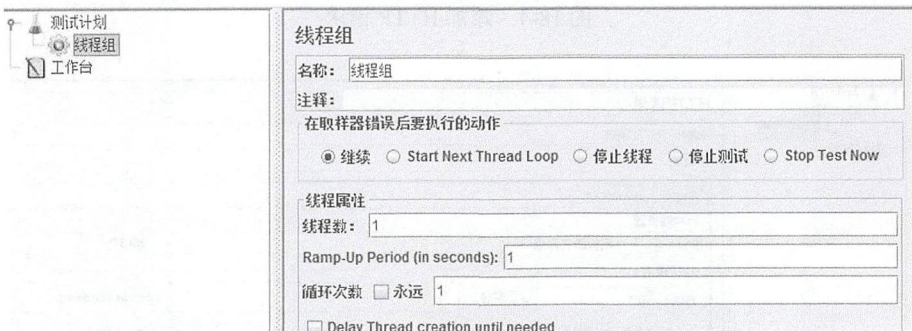 测试计划
线程组
工作台
线程组
名称： 线程组
注释：
在取样器错误后要执行的动作
继续 Start Next Thread Loop 停止线程 停止测试 Stop Test Now
线程属性
线程数： 1
Ramp-Up Period (in seconds): 1
循环次数 永远 1
Delay Thread creation until needed